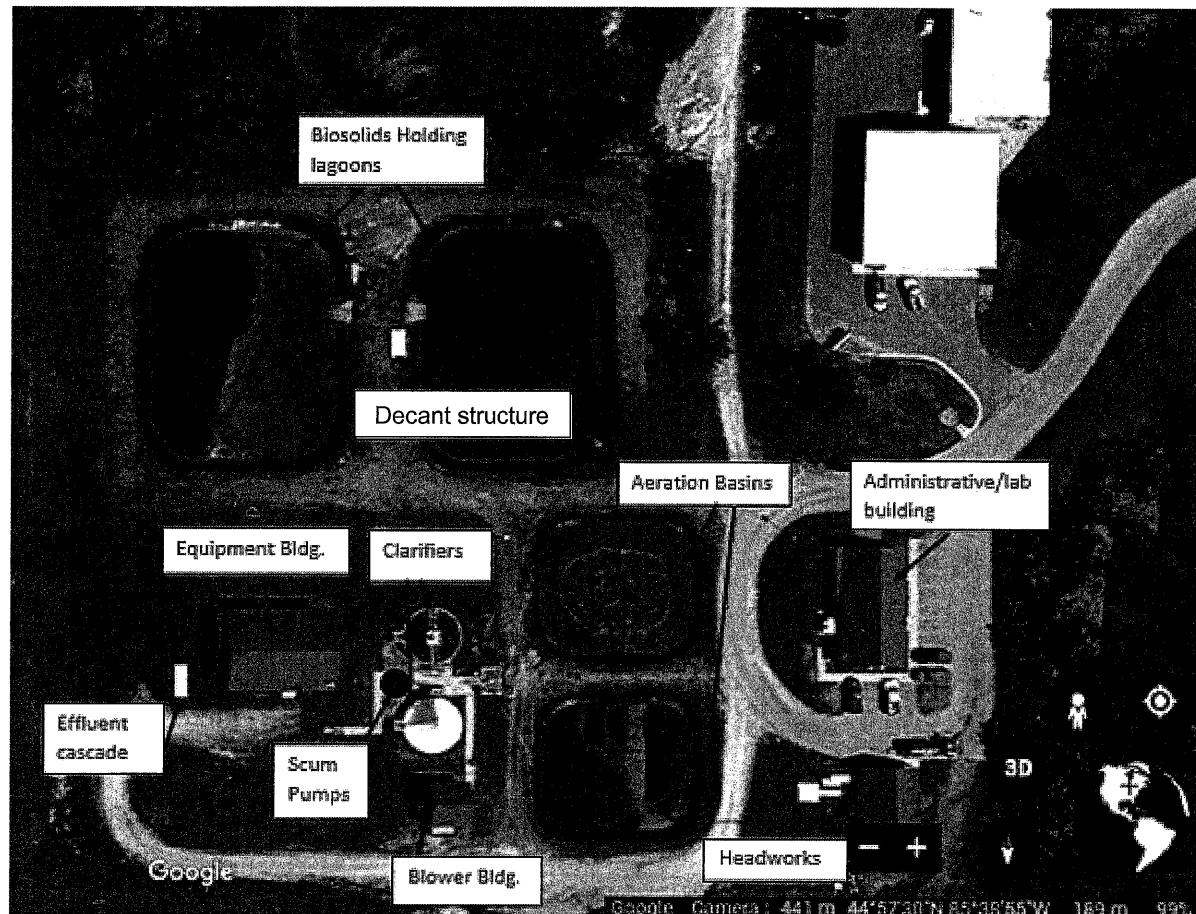 Biosolids Holding
lagoons
Decant structure
Aeration Basins
Administrative/lab
building
Equipment Bldg.
Clarifiers
Effluent
cascade
Scum
Pumps
3D
Headworks
Blower Bldg.
Google
Google Camera: 441 m 44°57'30"N 85°38'55"W 189 m